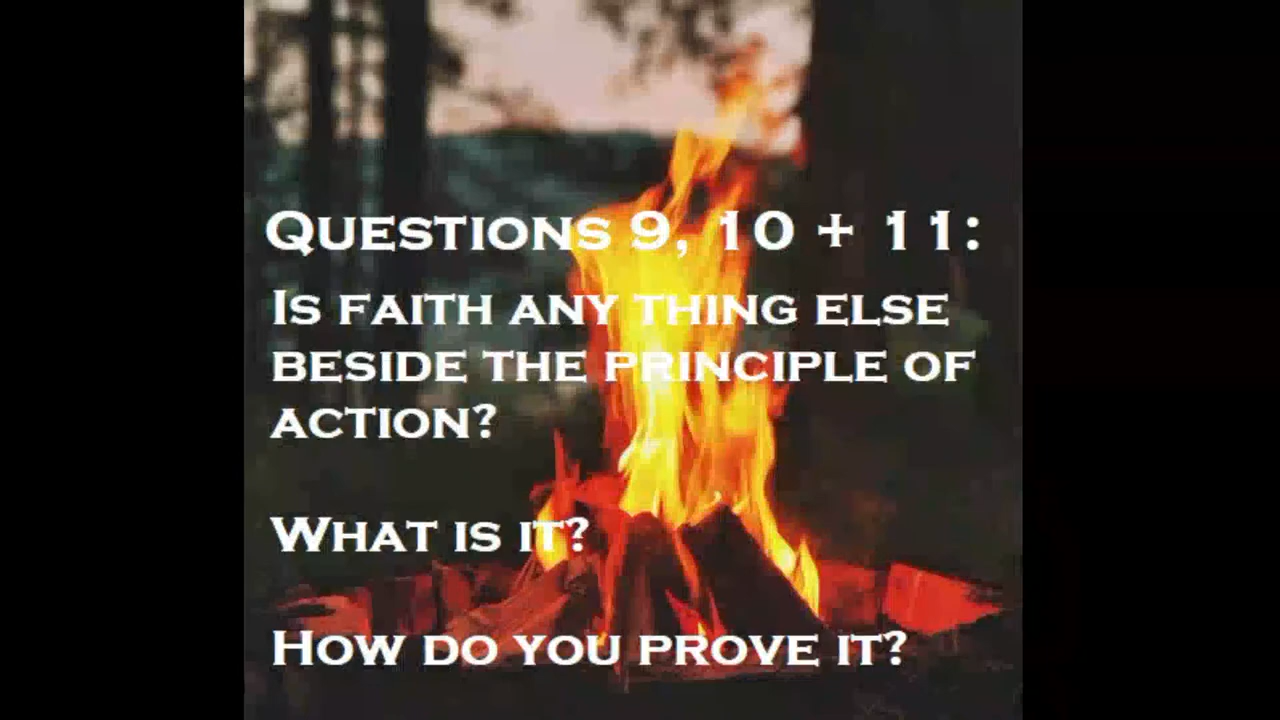 Questions 9, 10 + 11:
Is faith any thing else
beside the principle of
action?
What is it?
How do you prove it?